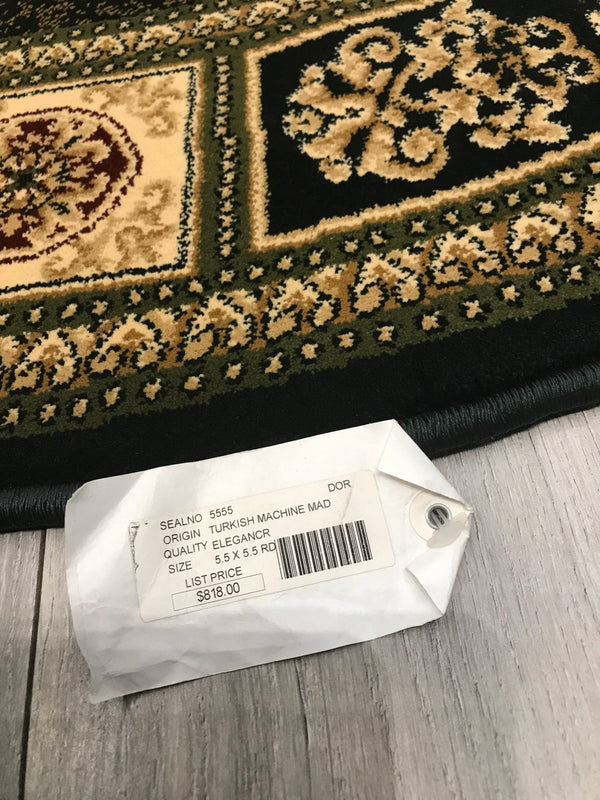 DOR
SEALNO 5555
ORIGIN TURKISH MACHINE MAD
QUALITY ELEGANCR
SIZE 5.5 X 5.5 RD
LIST PRICE
$818.00